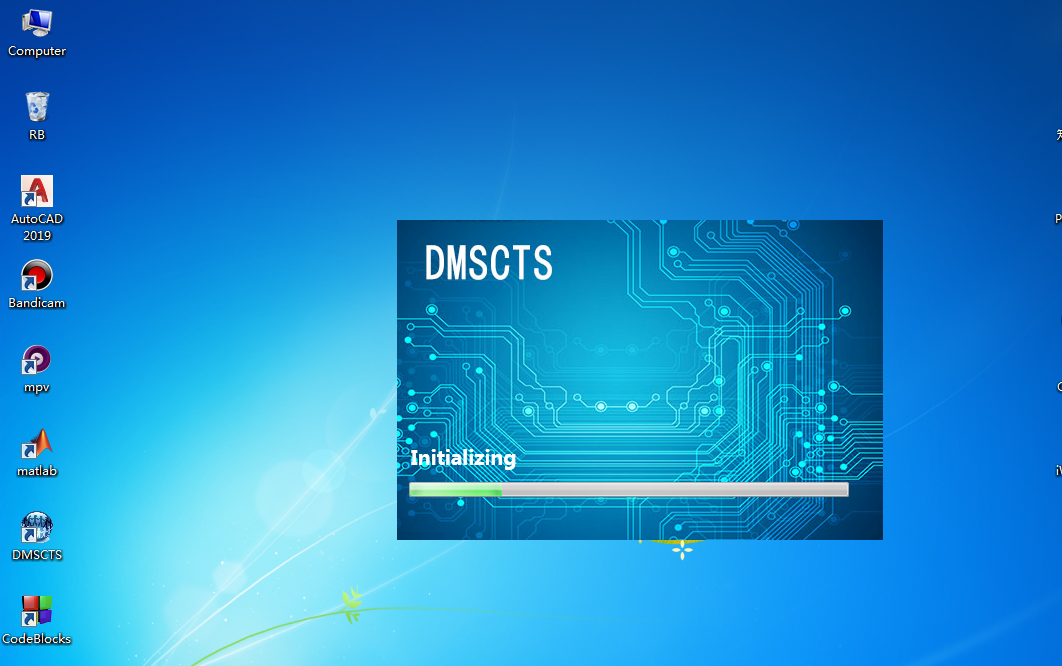 Computer
RB
AutoCAD
2019
Bandicam
mpv
matlab
DMSCTS
CodeBlocks
DMSCTS
Initializing